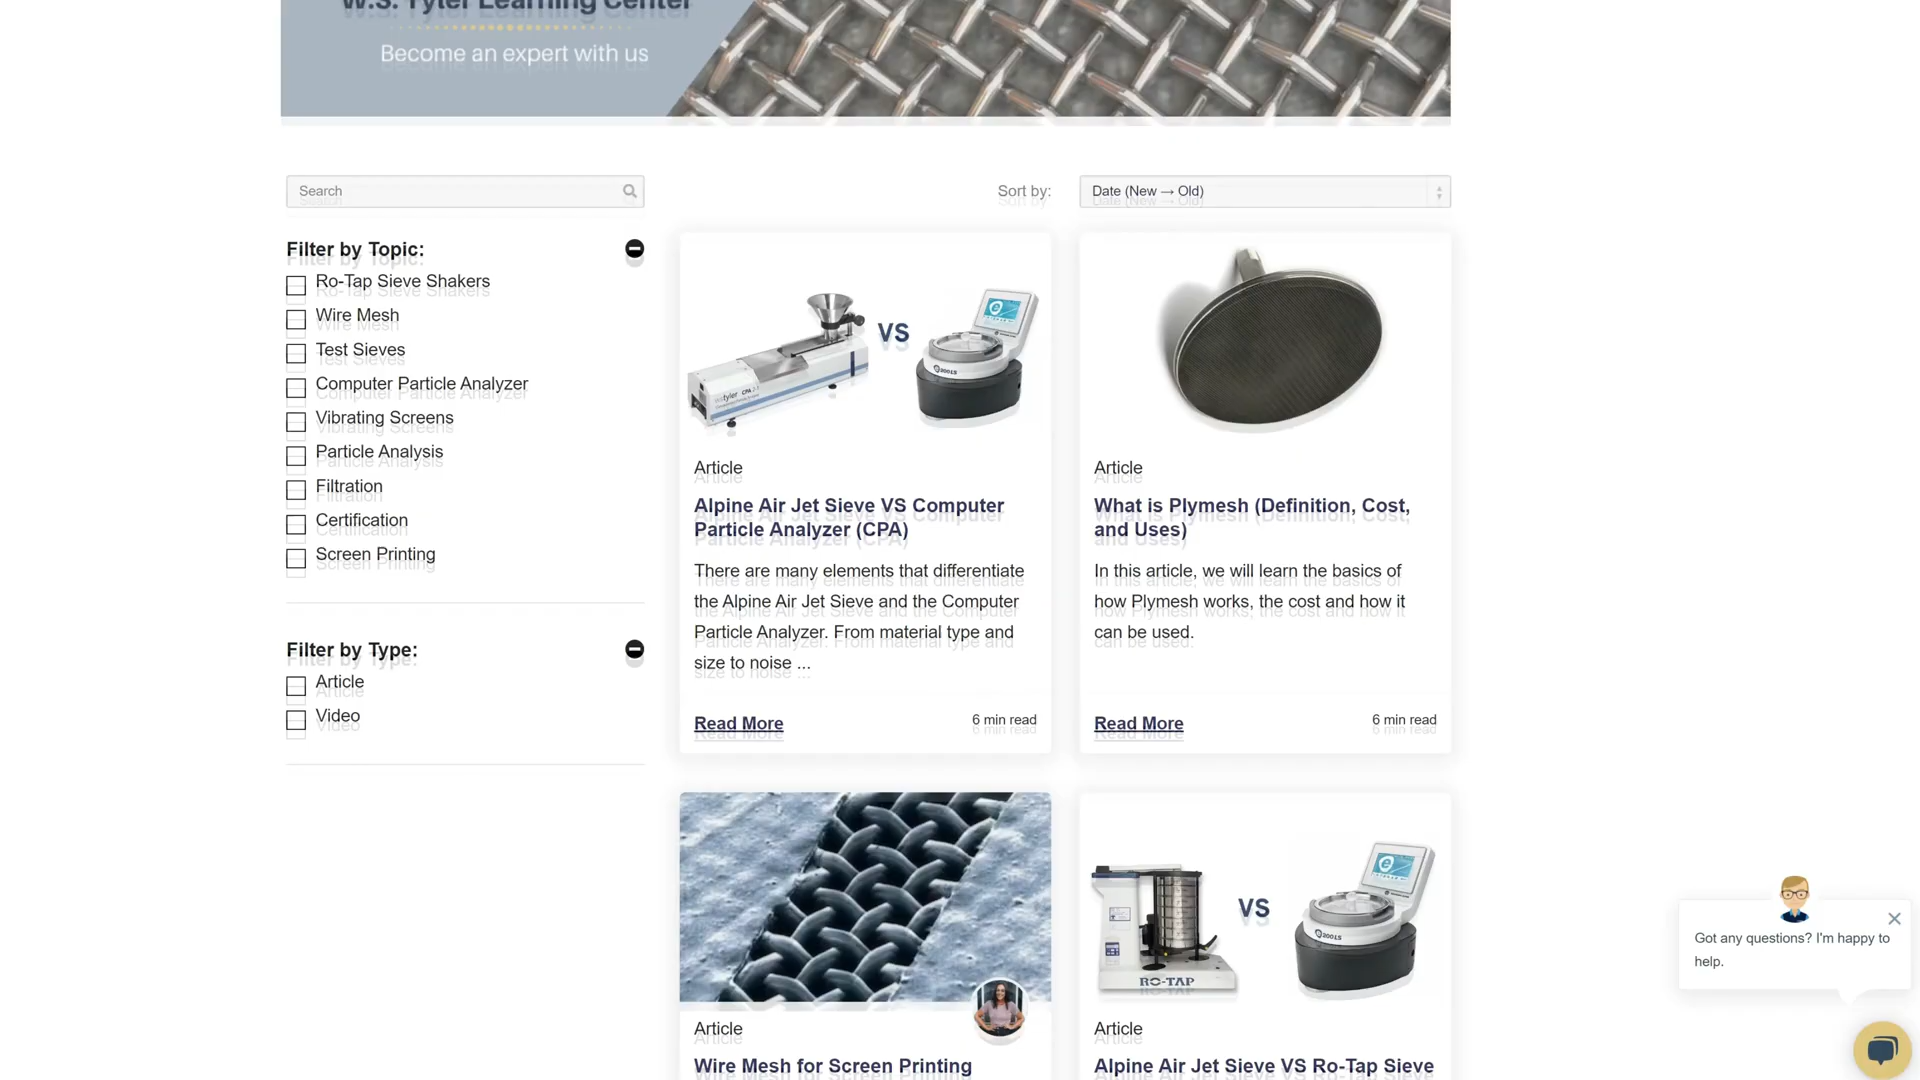 W.S. Tyler Learning Center
Become an expert with us
Search
Sort by:
Date (New → Old)
Filter by Topic:
Ro-Tap Sieve Shakers
Wire Mesh
Test Sieves
Computer Particle Analyzer
Vibrating Screens
Particle Analysis
Filtration
Certification
Screen Printing
Filter by Type:
Article
Video
VS
Article
Alpine Air Jet Sieve VS Computer
Particle Analyzer (CPA)
There are many elements that differentiate
the Alpine Air Jet Sieve and the Computer
Particle Analyzer. From material type and
size to noise ...
Read More
6 min read
Article
What is Plymesh (Definition, Cost,
and Uses)
In this article, we will learn the basics of
how Plymesh works, the cost and how it
can be used.
Read More
6 min read
Article
Wire Mesh for Screen Printing
VS
RO-TAP
Article
Alpine Air Jet Sieve VS Ro-Tap Sieve
Got any questions? I'm happy to
help.